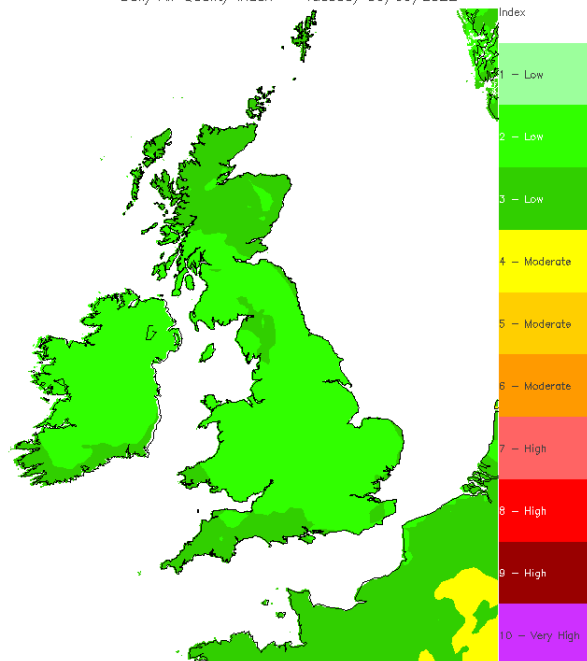 Index
1 - Low
2 - Low
3 - Low
4 - Moderate
5 - Moderate
6 - Moderate
7 - High
8 - High
9 - High
10 - Very High